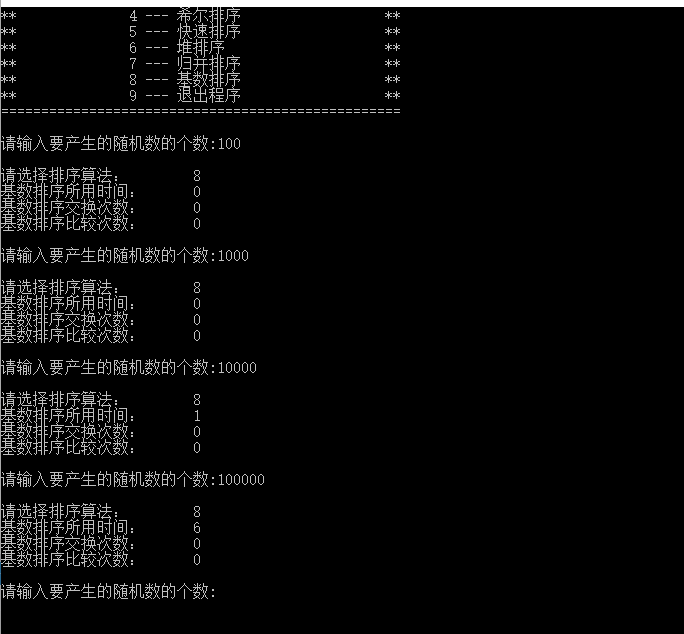 **              4 --- 希尔排序                  **
**              5 --- 快速排序                  **
**              6 --- 堆排序                    **
**              7 --- 归并排序                  **
**              8 --- 基数排序                  **
**              9 --- 退出程序                  **
==================================================
请输入要产生的随机数的个数:100
请选择排序算法：        8
基数排序所用时间：      0
基数排序交换次数：      0
基数排序比较次数：      0
请输入要产生的随机数的个数:1000
请选择排序算法：        8
基数排序所用时间：      0
基数排序交换次数：      0
基数排序比较次数：      0
请输入要产生的随机数的个数:10000
请选择排序算法：        8
基数排序所用时间：      1
基数排序交换次数：      0
基数排序比较次数：      0
请输入要产生的随机数的个数:100000
请选择排序算法：        8
基数排序所用时间：      6
基数排序交换次数：      0
基数排序比较次数：      0
请输入要产生的随机数的个数: